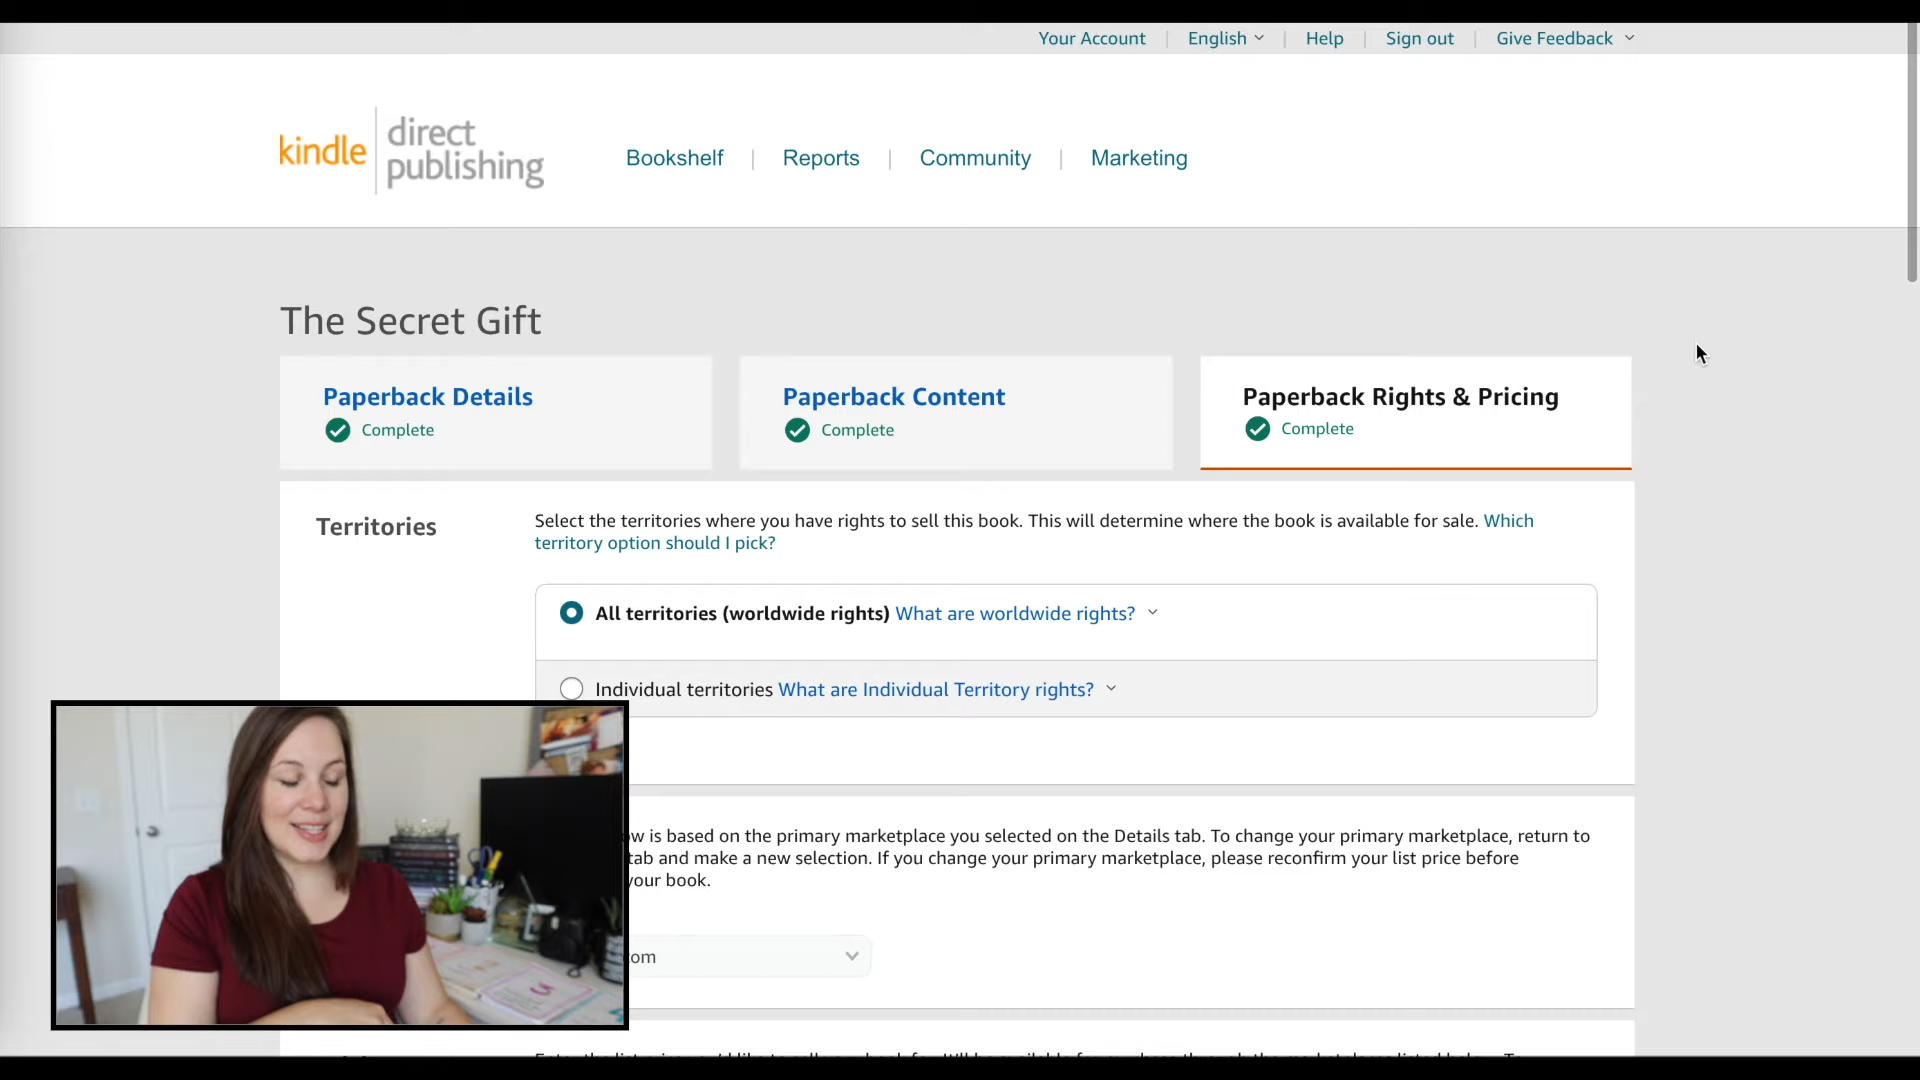 Your Account | English | Help | Sign out | Give Feedback
kindle direct publishing
Bookshelf | Reports | Community | Marketing
The Secret Gift
Paperback Details
Complete
Paperback Content
Complete
Paperback Rights & Pricing
Complete
Territories
Select the territories where you have rights to sell this book. This will determine where the book is available for sale. Which
territory option should I pick?
All territories (worldwide rights) What are worldwide rights?
Individual territories What are Individual Territory rights?
is based on the primary marketplace you selected on the Details tab. To change your primary marketplace, return to
tab and make a new selection. If you change your primary marketplace, please reconfirm your list price before
your book.
om